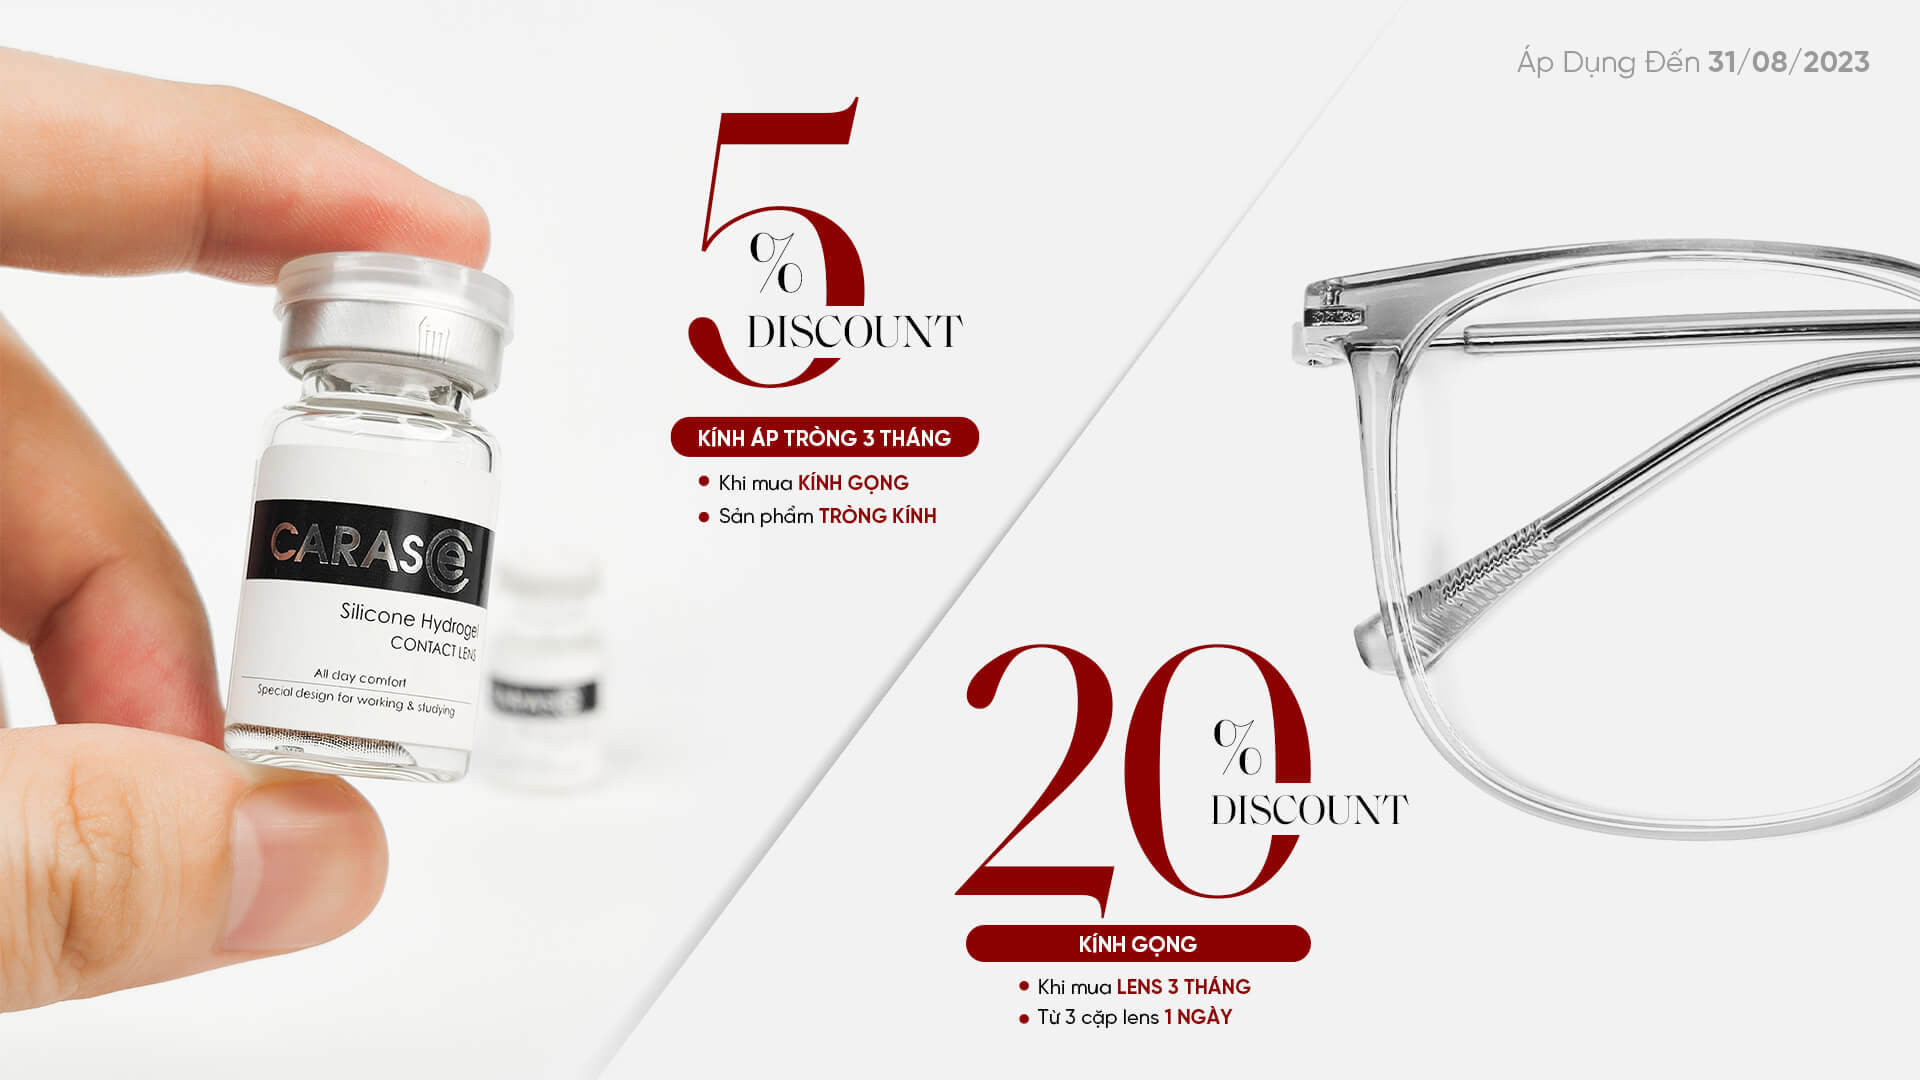 Áp Dụng Đến 31/08/2023
5
%
DISCOUNT
KÍNH ÁP TRÒNG 3 THÁNG
Khi mua KÍNH GỌNG
Sản phẩm TRÒNG KÍNH
CARAS e
Silicone Hydrogel
CONTACT LENS
All day comfort
Special design for working & studying
20
%
DISCOUNT
KÍNH GỌNG
Khi mua LENS 3 THÁNG
Từ 3 cặp lens 1 NGÀY